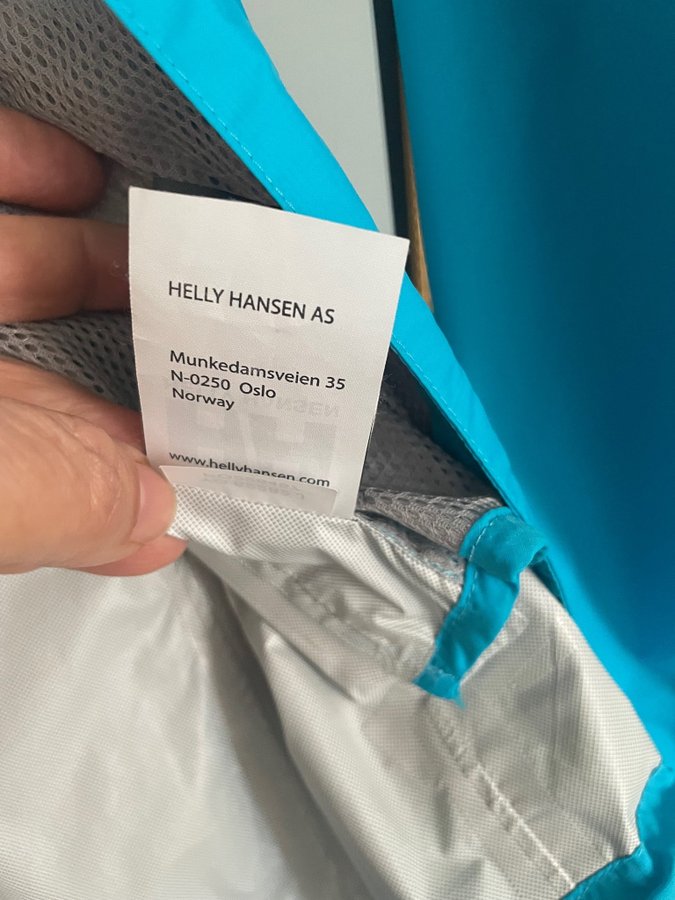 HELLY HANSEN AS
Munkedamsveien 35
N-0250 Oslo
Norway
www.hellyhansen.com